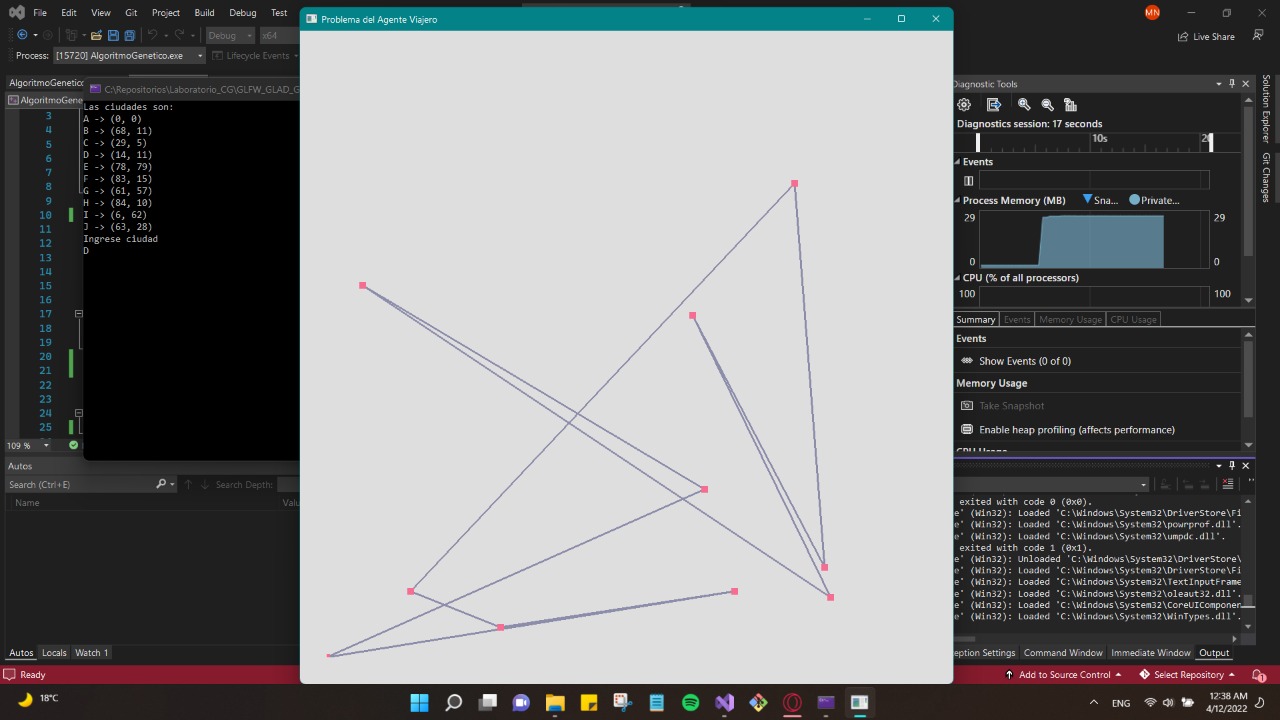 File Edit View Git Project Build Debug Test
Problema del Agente Viajero
MN
Debug x64
Live Share
Process: [15720] AlgoritmoGenetico.exe Lifecycle Events
AlgoritmoGenetico
C:\Repositorios\Laboratorio_CG\GLFW_GLAD_G
AlgoritmoGene
Las ciudades son:
A -> (0, 0)
B -> (68, 11)
C -> (29, 5)
D -> (14, 11)
E -> (78, 79)
F -> (83, 15)
G -> (61, 57)
H -> (84, 10)
I -> (6, 62)
J -> (63, 28)
Ingrese ciudad
D
3
4
5
6
7
8
9
10
11
12
13
14
15
16
17
18
19
20
21
22
23
24
25
109 %
Autos
Search (Ctrl+E) Search Depth:
Name Valu
Autos Locals Watch 1
Diagnostic Tools
Diagnostics session: 17 seconds
10s
Events
Process Memory (MB) Sna... Private...
29 29
0 0
CPU (% of all processors)
100 100
Summary Events Memory Usage CPU Usage
Events
Show Events (0 of 0)
Memory Usage
Take Snapshot
Enable heap profiling (affects performance)
CPU Usage
exited with code 0 (0x0).
e' (Win32): Loaded 'C:\Windows\System32\DriverStore\Fi
e' (Win32): Loaded 'C:\Windows\System32\powrprof.dll'.
e' (Win32): Loaded 'C:\Windows\System32\umpdc.dll'.
exited with code 1 (0x1).
e' (Win32): Unloaded 'C:\Windows\System32\DriverStore\
e' (Win32): Loaded 'C:\Windows\System32\DriverStore\Fi
e' (Win32): Loaded 'C:\Windows\System32\TextInputFrame
e' (Win32): Loaded 'C:\Windows\System32\oleaut32.dll'.
e' (Win32): Loaded 'C:\Windows\System32\CoreUIComponen
e' (Win32): Loaded 'C:\Windows\System32\WinTypes.dll'.
eption Settings Command Window Immediate Window Output
Solution Explorer
Git Changes
Ready
Add to Source Control Select Repository
1
18°C
ENG
12:38 AM
4/12/2022